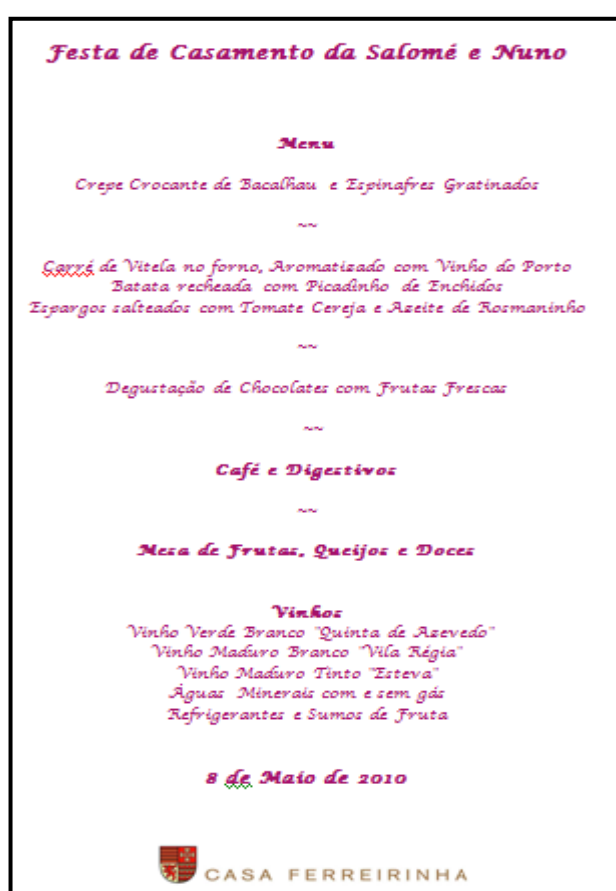 Festa de Casamento da Salomé e Nuno
Menu
Crepe Crocante de Bacalhau e Espinafres Gratinados
~~
Carré de Vitela no forno, Aromatizado com Vinho do Porto
Batata recheada com Picadinho de Enchidos
Espargos salteados com Tomate Cereja e Azeite de Rosmaninho
~~
Degustação de Chocolates com Frutas Frescas
~~
Café e Digestivos
~~
Mesa de Frutas, Queijos e Doces
Vinhos
Vinho Verde Branco "Quinta de Azevedo"
Vinho Maduro Branco "Vila Régia"
Vinho Maduro Tinto "Esteva"
Águas Minerais com e sem gás
Refrigerantes e Sumos de Fruta
8 de Maio de 2010
CASA FERREIRINHA